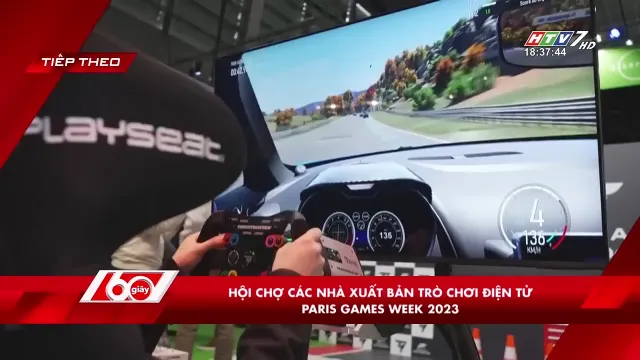 TIẾP THEO
HTV7 HD
18:37:44
PLAYSEAT
THRUSTMASTER
136
4
136
KM/H
60 giây
HỘI CHỢ CÁC NHÀ XUẤT BẢN TRÒ CHƠI ĐIỆN TỬ
PARIS GAMES WEEK 2023